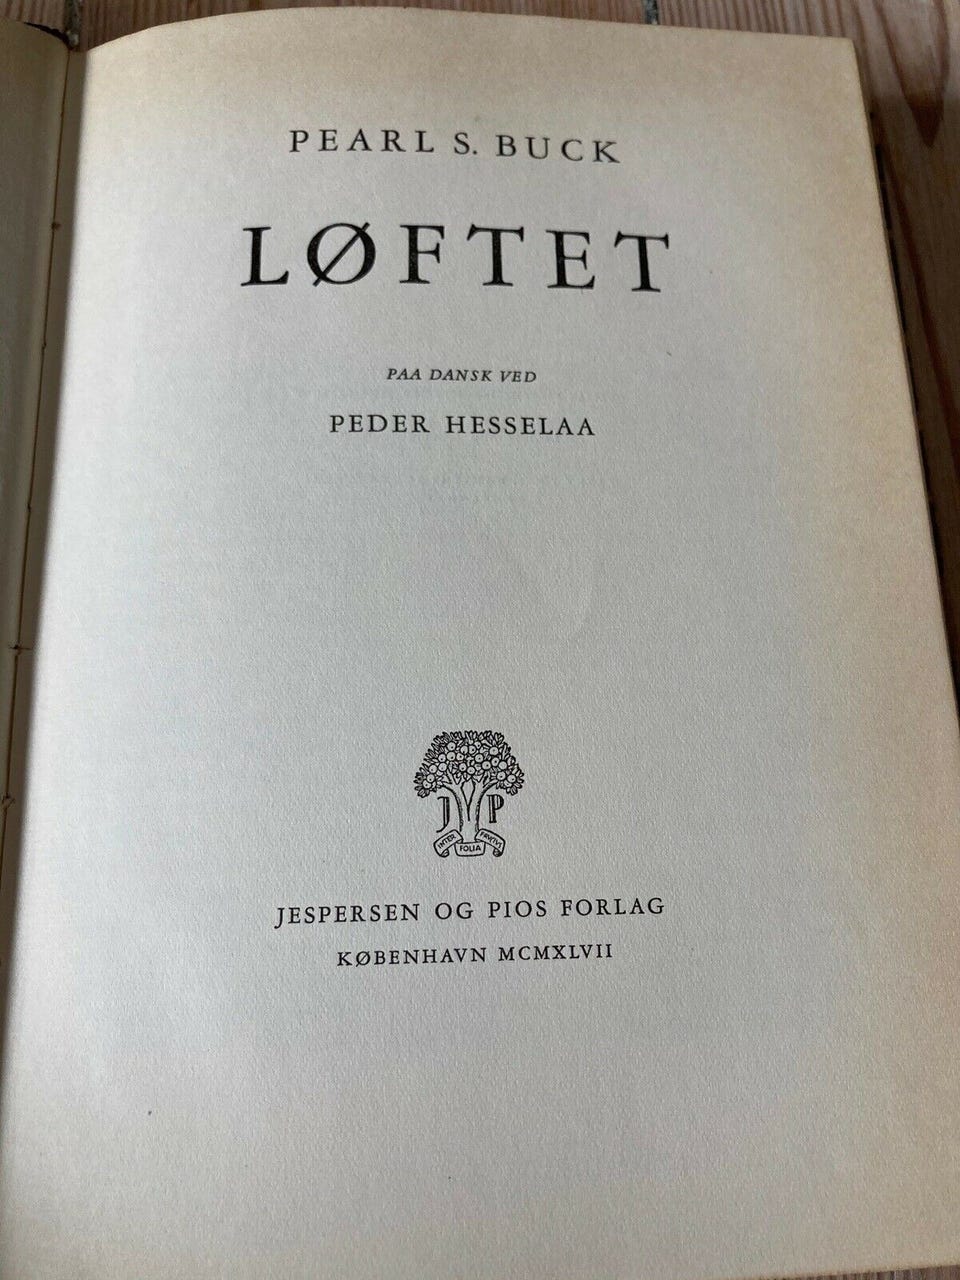 PEARL S. BUCK
LØFTET
PAA DANSK VED
PEDER HESSELAA
J P
INTER FOLIA FRUCTUS
JESPERSEN OG PIOS FORLAG
KØBENHAVN MCMXLVII